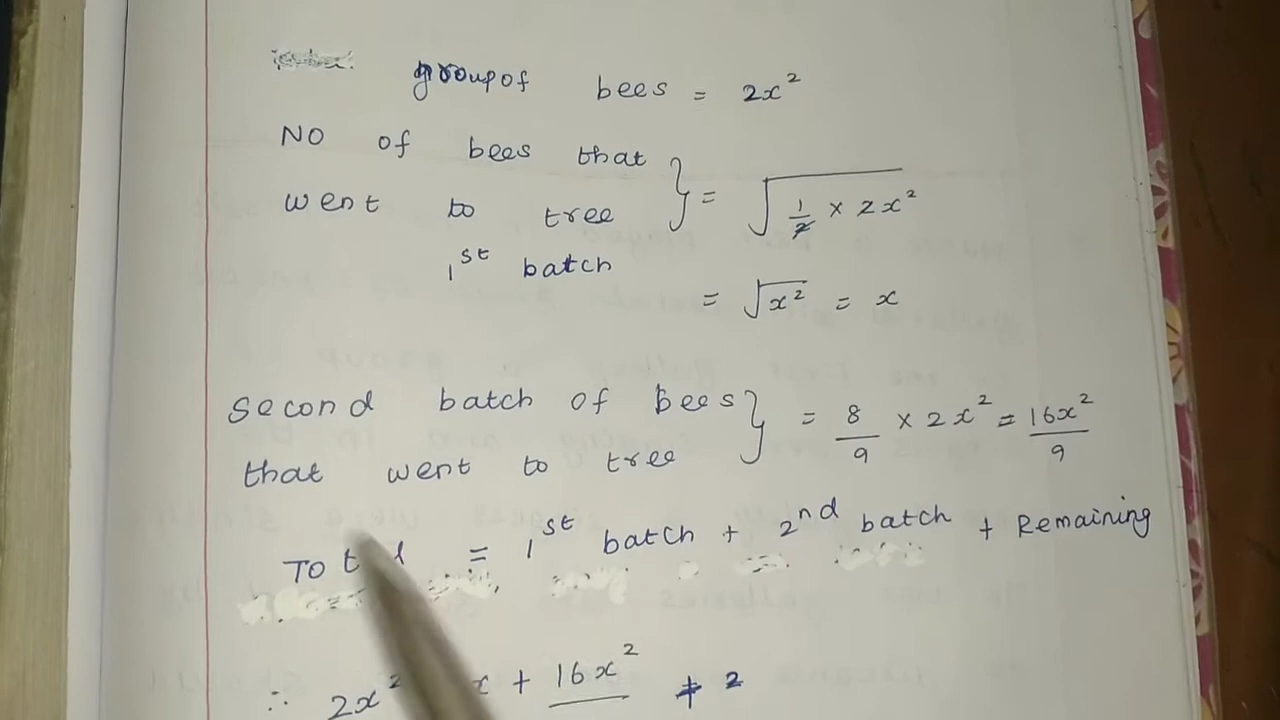 group of bees = 2x²
NO of bees that
went to tree } = √(1/2 × 2x²)
1st batch
= √x² = x
second batch of bees
that went to tree } = 8/9 × 2x² = 16x²/9
= 1st batch + 2nd batch + Remaining
∴ 2x² x + 16x² + 2